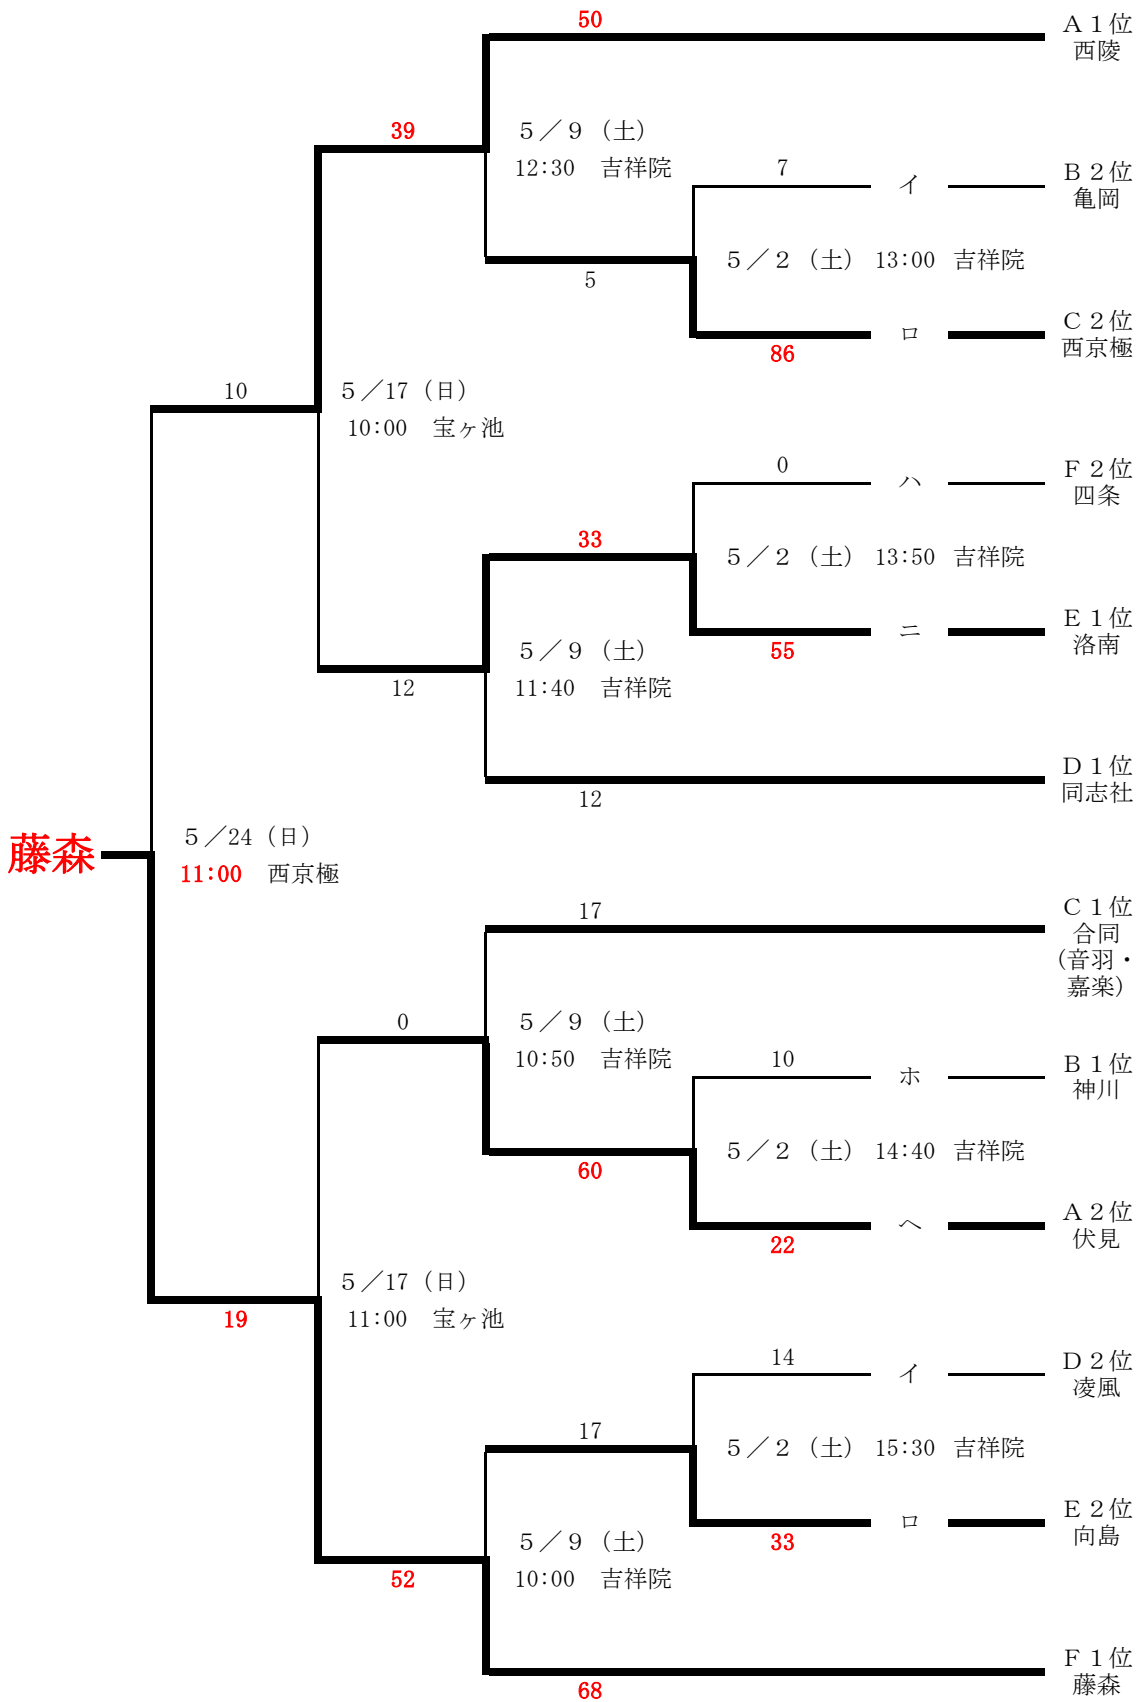 50
Ａ１位
西陵
39
５／９（土）
12:30　吉祥院
7
イ
Ｂ２位
亀岡
５／２（土） 13:00 吉祥院
5
ロ
Ｃ２位
西京極
86
10
５／17（日）
10:00　宝ヶ池
0
ハ
Ｆ２位
四条
33
５／２（土） 13:50 吉祥院
ニ
Ｅ１位
洛南
55
５／９（土）
11:40　吉祥院
12
Ｄ１位
同志社
12
藤森
５／24（日）
11:00　西京極
17
Ｃ１位
合同
(音羽・
嘉楽)
0
５／９（土）
10:50　吉祥院
10
ホ
Ｂ１位
神川
５／２（土） 14:40 吉祥院
60
ヘ
Ａ２位
伏見
22
５／17（日）
11:00　宝ヶ池
19
14
イ
Ｄ２位
凌風
17
５／２（土） 15:30 吉祥院
ロ
Ｅ２位
向島
33
５／９（土）
10:00　吉祥院
52
Ｆ１位
藤森
68